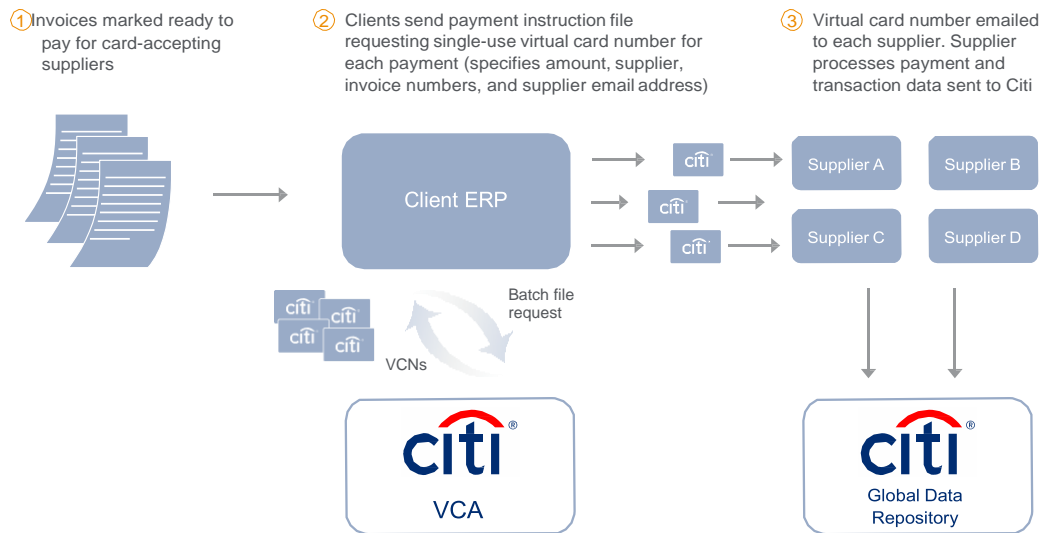 1 Invoices marked ready to
pay for card-accepting
suppliers
2 Clients send payment instruction file
requesting single-use virtual card number for
each payment (specifies amount, supplier,
invoice numbers, and supplier email address)
3 Virtual card number emailed
to each supplier. Supplier
processes payment and
transaction data sent to Citi
Client ERP
citi
citi
citi
Supplier A
Supplier B
Supplier C
Supplier D
citi
citi
citi
citi
VCNs
Batch file
request
citi®
VCA
citi®
Global Data
Repository